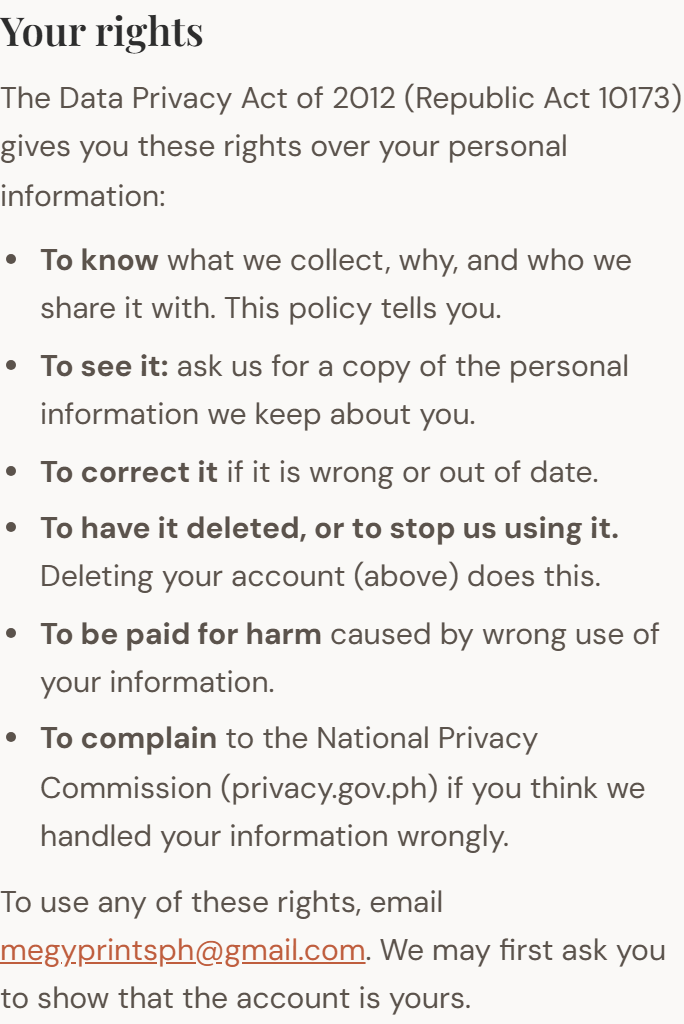 Your rights
The Data Privacy Act of 2012 (Republic Act 10173)
gives you these rights over your personal
information:
• To know what we collect, why, and who we
share it with. This policy tells you.
• To see it: ask us for a copy of the personal
information we keep about you.
• To correct it if it is wrong or out of date.
• To have it deleted, or to stop us using it.
Deleting your account (above) does this.
• To be paid for harm caused by wrong use of
your information.
• To complain to the National Privacy
Commission (privacy.gov.ph) if you think we
handled your information wrongly.
To use any of these rights, email
megyprintsph@gmail.com. We may first ask you
to show that the account is yours.